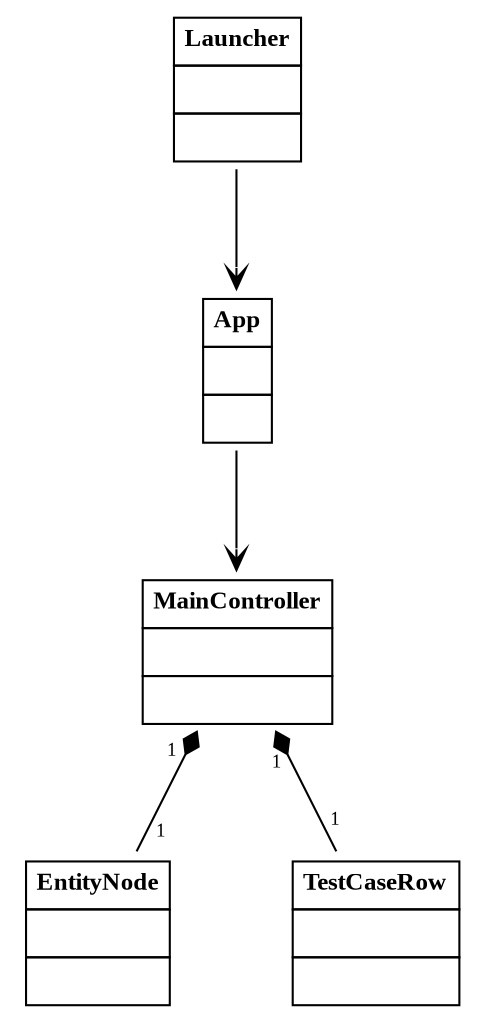 Launcher
App
MainController
1
1
1
1
EntityNode
TestCaseRow